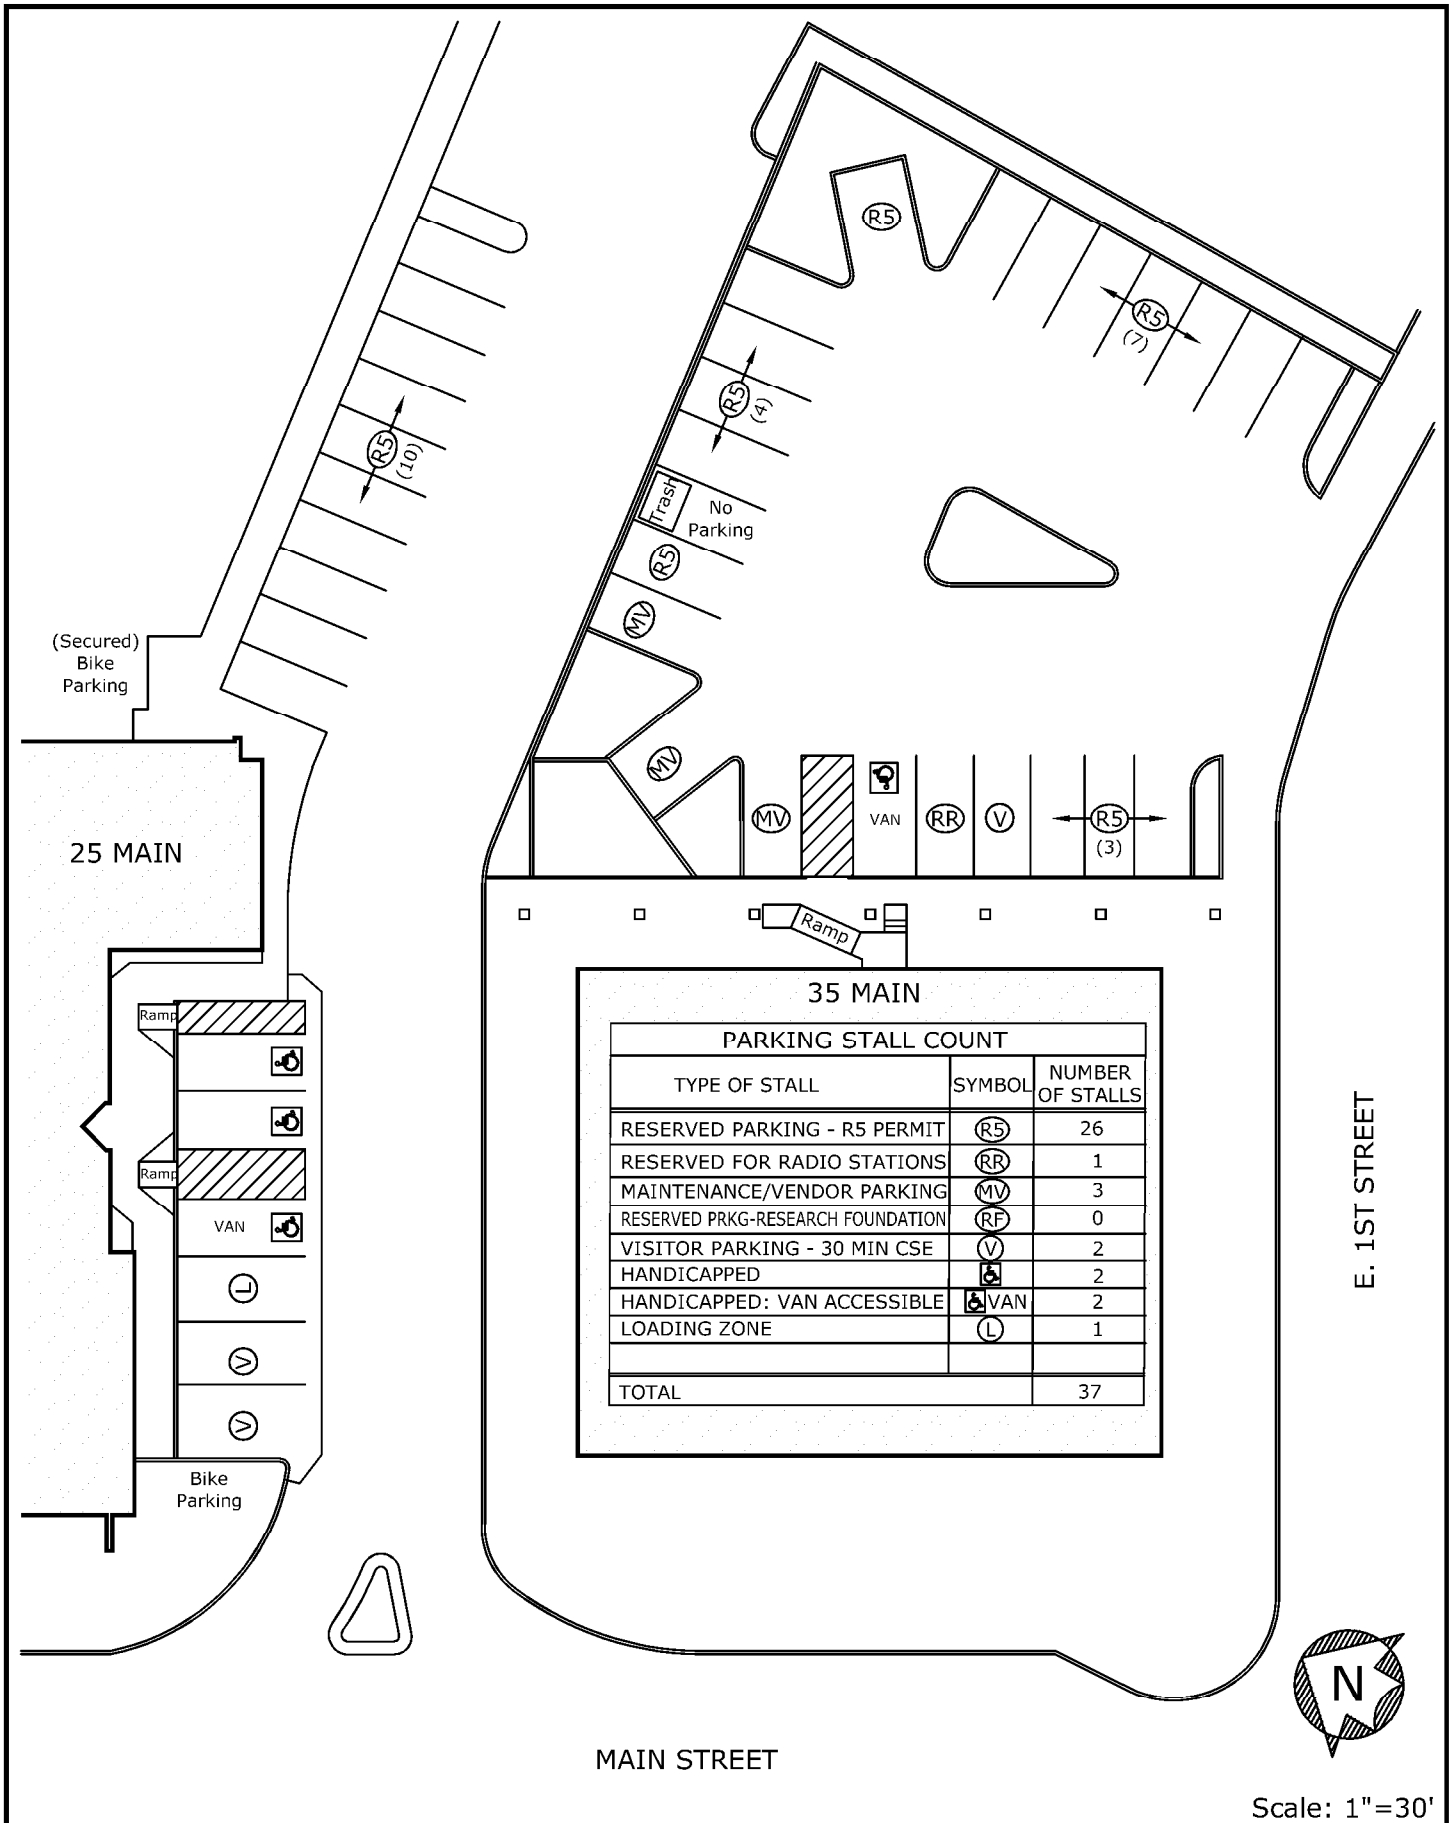 R5
R5
(7)
R5
(4)
R5
(10)
Trash
No
Parking
R5
MV
(Secured)
Bike
Parking
MV
25 MAIN
MV
VAN
RR
V
R5
(3)
Ramp
35 MAIN
PARKING STALL COUNT
TYPE OF STALL SYMBOL NUMBER OF STALLS
RESERVED PARKING - R5 PERMIT R5 26
RESERVED FOR RADIO STATIONS RR 1
MAINTENANCE/VENDOR PARKING MV 3
RESERVED PRKG-RESEARCH FOUNDATION RF 0
VISITOR PARKING - 30 MIN CSE V 2
HANDICAPPED 2
HANDICAPPED: VAN ACCESSIBLE VAN 2
LOADING ZONE L 1
TOTAL 37
Ramp
Ramp
VAN
L
V
V
Bike
Parking
E. 1ST STREET
N
MAIN STREET
Scale: 1"=30'